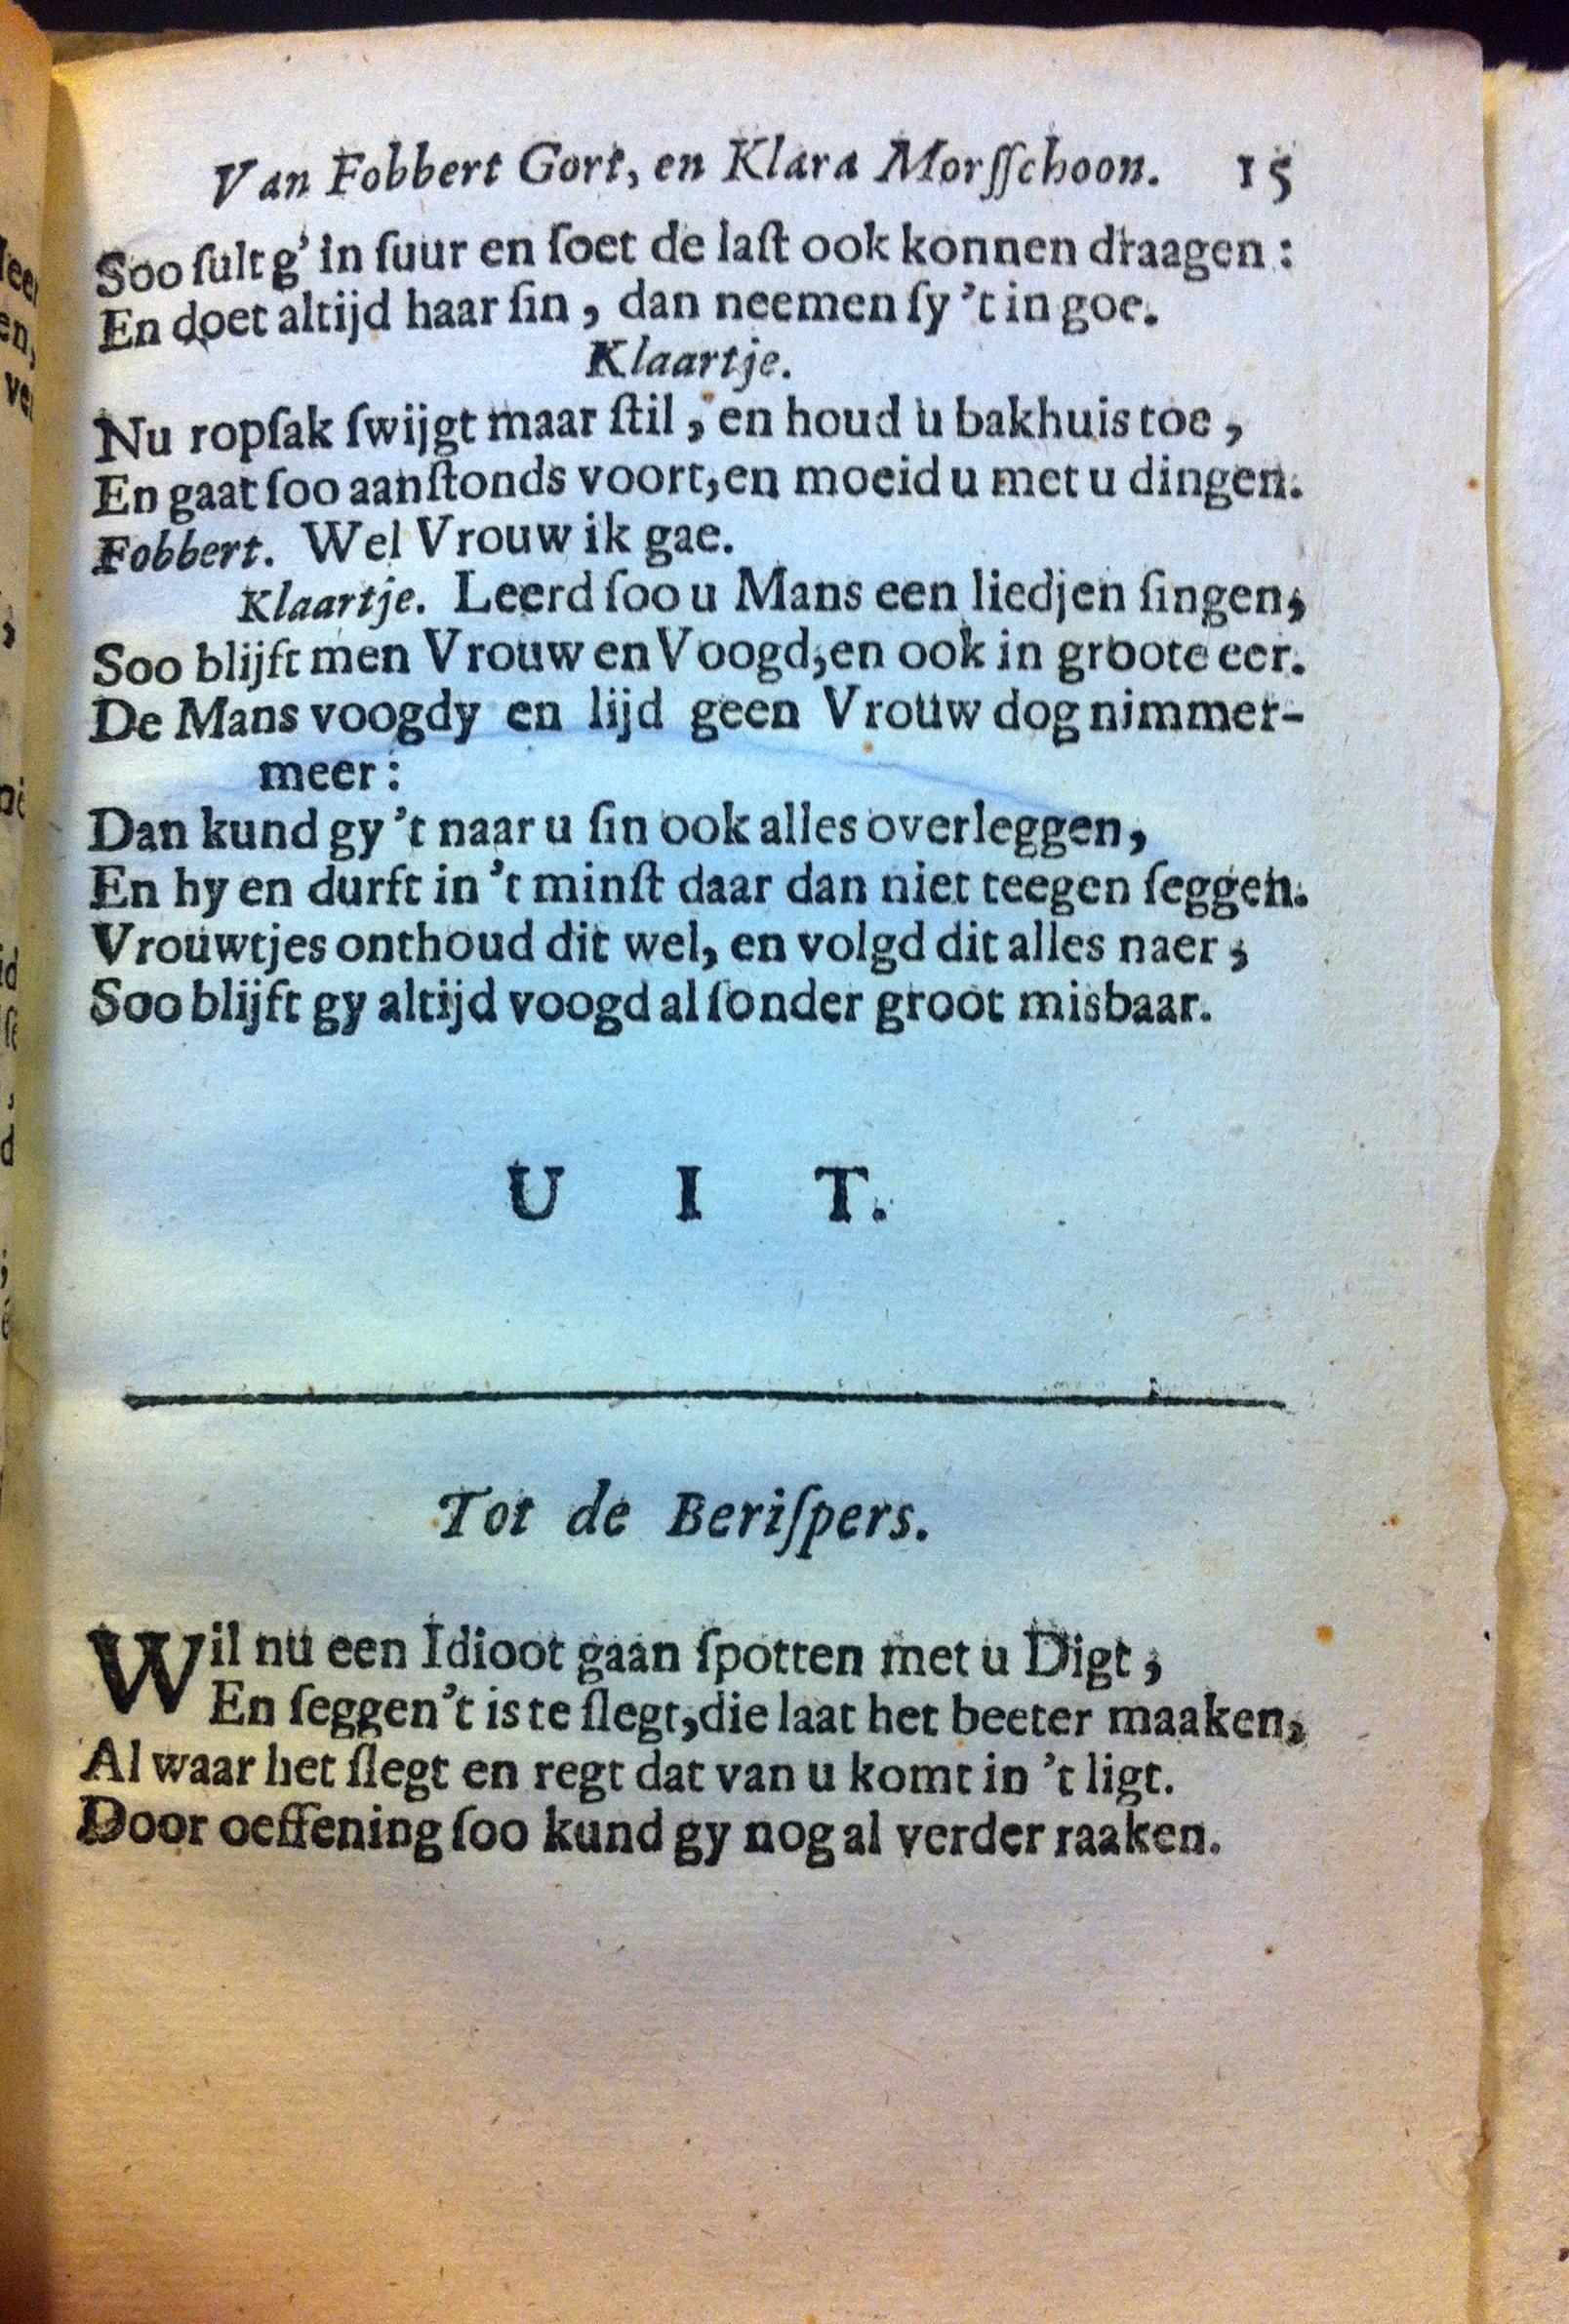 Van Fobbert Gort, en Klara Morſſchoon. 15
Soo ſult g' in ſuur en ſoet de laſt ook konnen draagen:
En doet altijd haar ſin, dan neemen ſy 't in goe.
Klaartje.
Nu ropſak ſwijgt maar ſtil, en houd u bakhuis toe,
En gaat ſoo aanſtonds voort, en moeid u met u dingen.
Fobbert. Wel Vrouw ik gae.
Klaartje. Leerd ſoo u Mans een liedjen ſingen,
Soo blijft men Vrouw en Voogd, en ook in groote eer.
De Mans voogdy en lijd geen Vrouw dog nimmer-
meer:
Dan kund gy 't naar u ſin ook alles overleggen,
En hy en durft in 't minſt daar dan niet teegen ſeggen.
Vrouwtjes onthoud dit wel, en volgd dit alles naer;
Soo blijft gy altijd voogd al ſonder groot misbaar.
U I T.
Tot de Beriſpers.
Wil nu een Idioot gaan ſpotten met u Digt,
En ſeggen 't is te ſlegt, die laat het beeter maaken,
Al waar het ſlegt en regt dat van u komt in 't ligt.
Door oeffening ſoo kund gy nog al verder raaken.